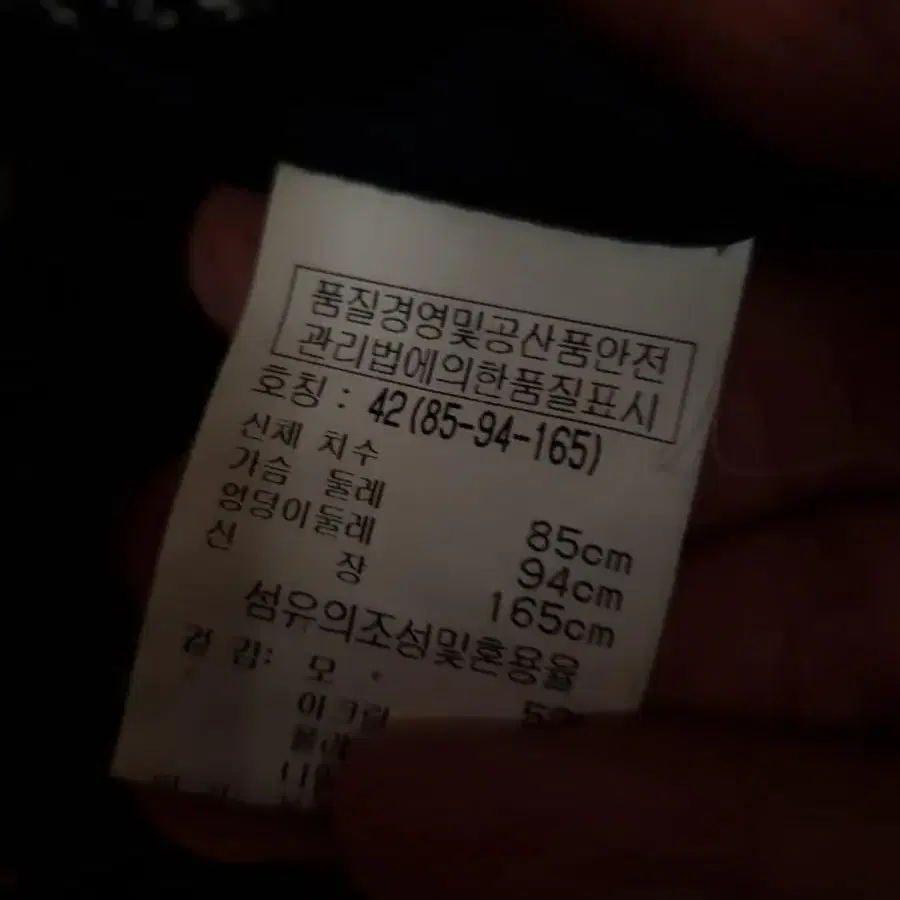 품질경영및공산품안전
관리법에의한품질표시
호칭 : 42(85-94-165)
신체 치수
가슴 둘레 85cm
엉덩이둘레 94cm
신 장 165cm
섬유의조성및혼용율
겉 감: 모
아크릴